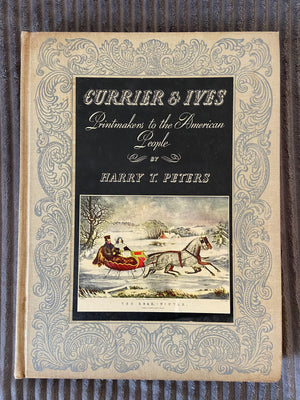 CURRIER & IVES
Printmakers to the American
People
BY
HARRY T. PETERS
THE ROAD, WINTER.